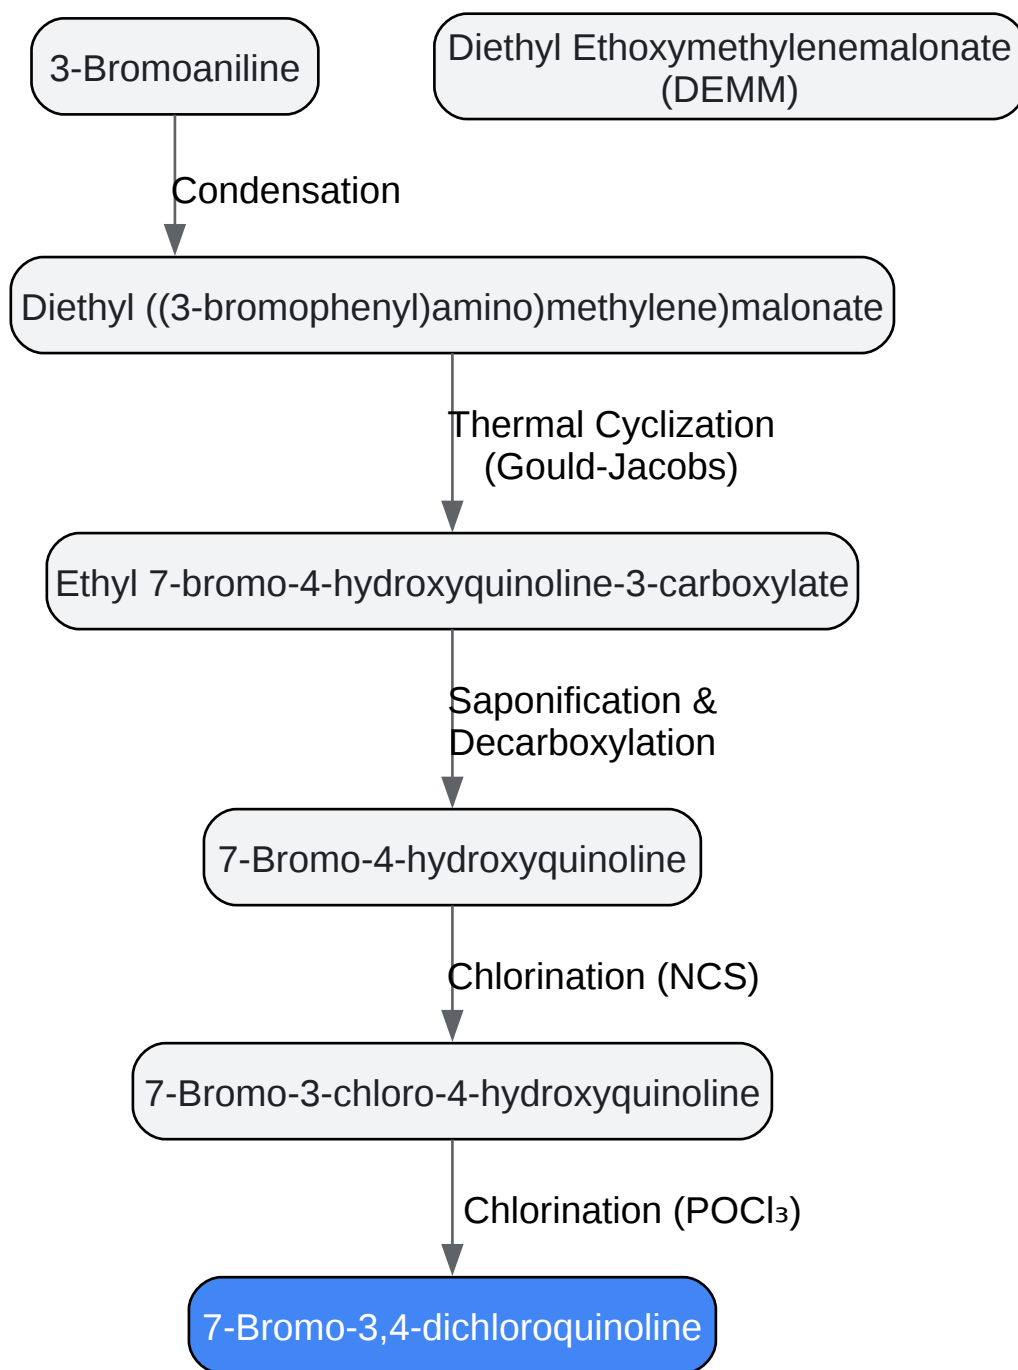 3-Bromoaniline
Diethyl Ethoxymethylenemalonate
(DEMM)
Condensation
Diethyl ((3-bromophenyl)amino)methylene)malonate
Thermal Cyclization
(Gould-Jacobs)
Ethyl 7-bromo-4-hydroxyquinoline-3-carboxylate
Saponification &
Decarboxylation
7-Bromo-4-hydroxyquinoline
Chlorination (NCS)
7-Bromo-3-chloro-4-hydroxyquinoline
Chlorination (POCl₃)
7-Bromo-3,4-dichloroquinoline